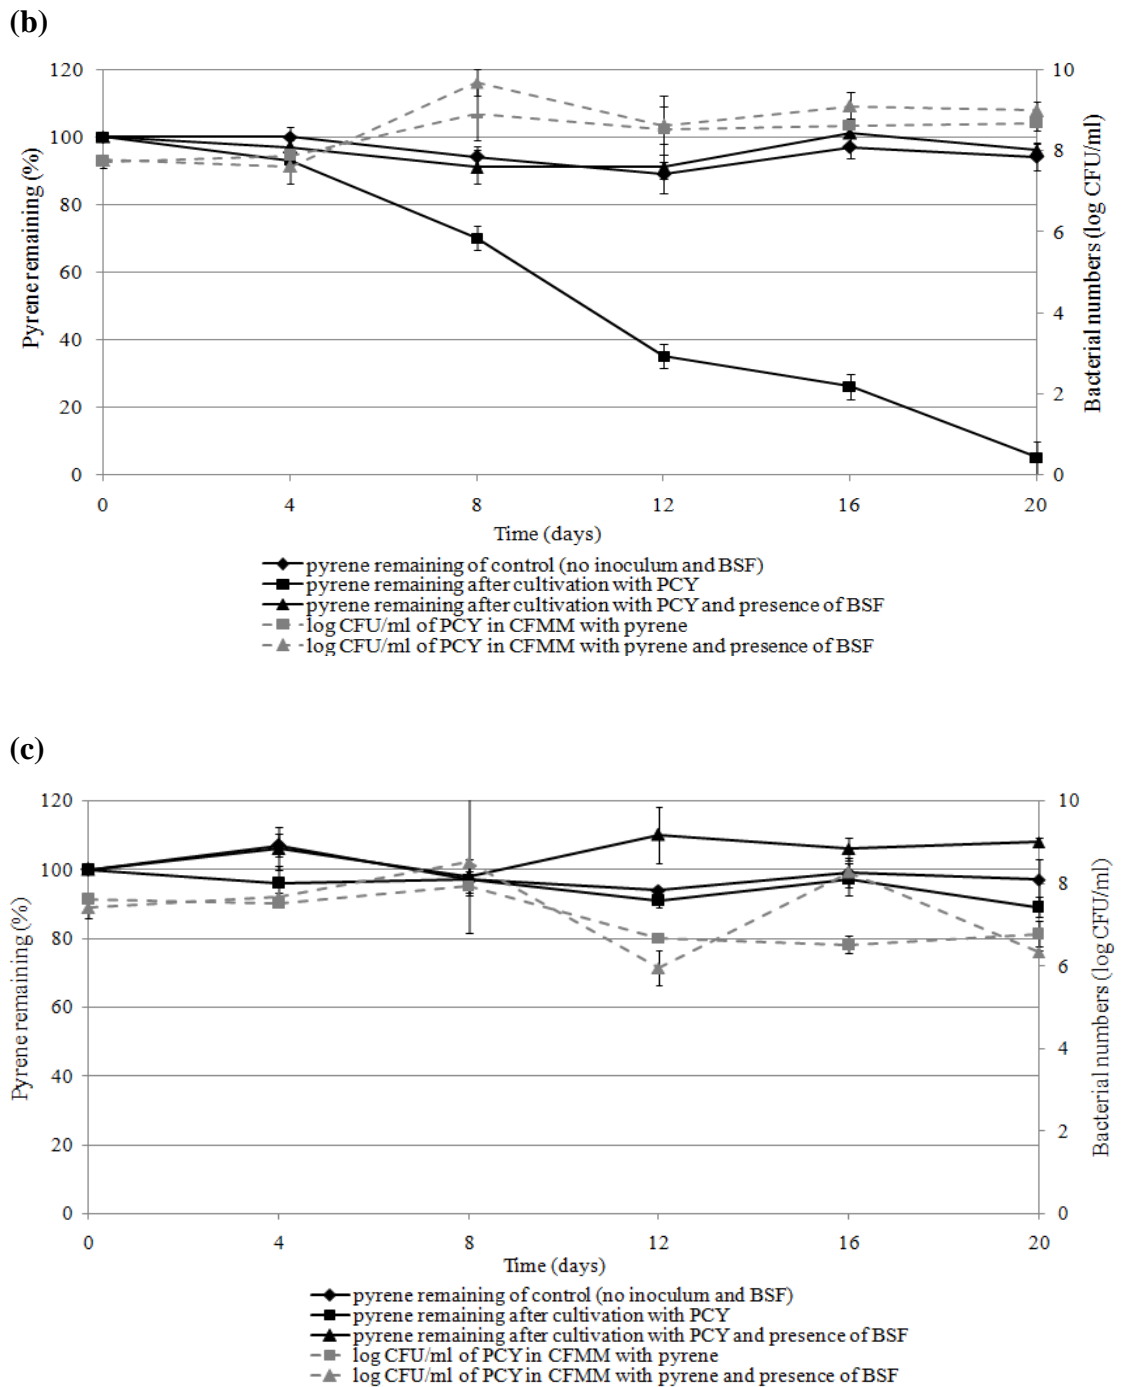 (b)
120
100
80
60
40
20
0
10
8
6
4
2
0
0 4 8 12 16 20
Pyrene remaining (%)
Bacterial numbers (log CFU/ml)
Time (days)
pyrene remaining of control (no inoculum and BSF)
pyrene remaining after cultivation with PCY
pyrene remaining after cultivation with PCY and presence of BSF
log CFU/ml of PCY in CFMM with pyrene
log CFU/ml of PCY in CFMM with pyrene and presence of BSF
(c)
120
100
80
60
40
20
0
10
8
6
4
2
0
0 4 8 12 16 20
Pyrene remaining (%)
Bacterial numbers (log CFU/ml)
Time (days)
pyrene remaining of control (no inoculum and BSF)
pyrene remaining after cultivation with PCY
pyrene remaining after cultivation with PCY and presence of BSF
log CFU/ml of PCY in CFMM with pyrene
log CFU/ml of PCY in CFMM with pyrene and presence of BSF